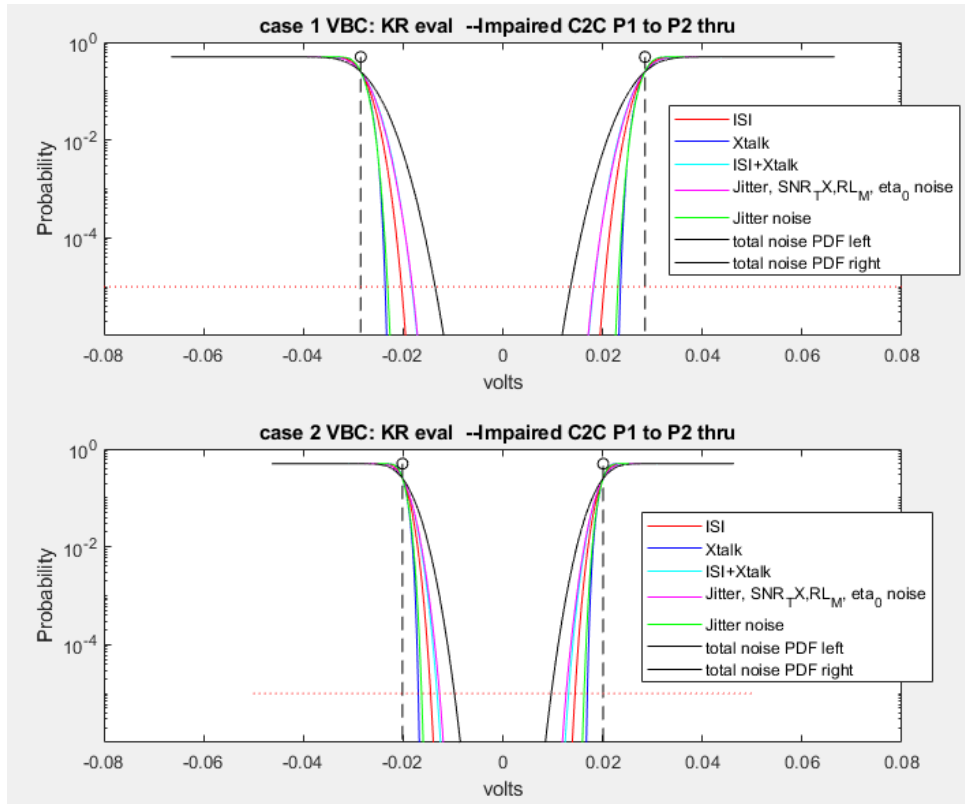 case 1 VBC: KR eval --Impaired C2C P1 to P2 thru
10^0
10^-2
10^-4
Probability
ISI
Xtalk
ISI+Xtalk
Jitter, SNR_TX,RL_M, eta_0 noise
Jitter noise
total noise PDF left
total noise PDF right
-0.08 -0.06 -0.04 -0.02 0 0.02 0.04 0.06 0.08
volts
case 2 VBC: KR eval --Impaired C2C P1 to P2 thru
10^0
10^-2
10^-4
Probability
ISI
Xtalk
ISI+Xtalk
Jitter, SNR_TX,RL_M, eta_0 noise
Jitter noise
total noise PDF left
total noise PDF right
-0.08 -0.06 -0.04 -0.02 0 0.02 0.04 0.06 0.08
volts